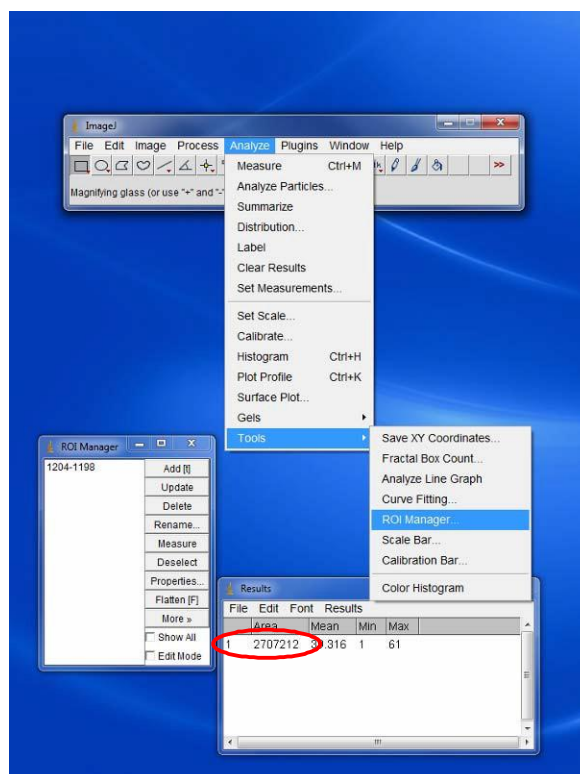 ImageJ
File Edit Image Process Analyze Plugins Window Help
>>
Magnifying glass (or use "+" and "-"
Measure Ctrl+M
Analyze Particles...
Summarize
Distribution...
Label
Clear Results
Set Measurements...
Set Scale...
Calibrate...
Histogram Ctrl+H
Plot Profile Ctrl+K
Surface Plot...
Gels
Tools
Save XY Coordinates...
Fractal Box Count...
Analyze Line Graph
Curve Fitting...
ROI Manager...
Scale Bar...
Calibration Bar...
Color Histogram
ROI Manager
1204-1198
Add [t]
Update
Delete
Rename...
Measure
Deselect
Properties...
Flatten [F]
More »
Show All
Edit Mode
Results
File Edit Font Results
Area Mean Min Max
1 2707212 1 61